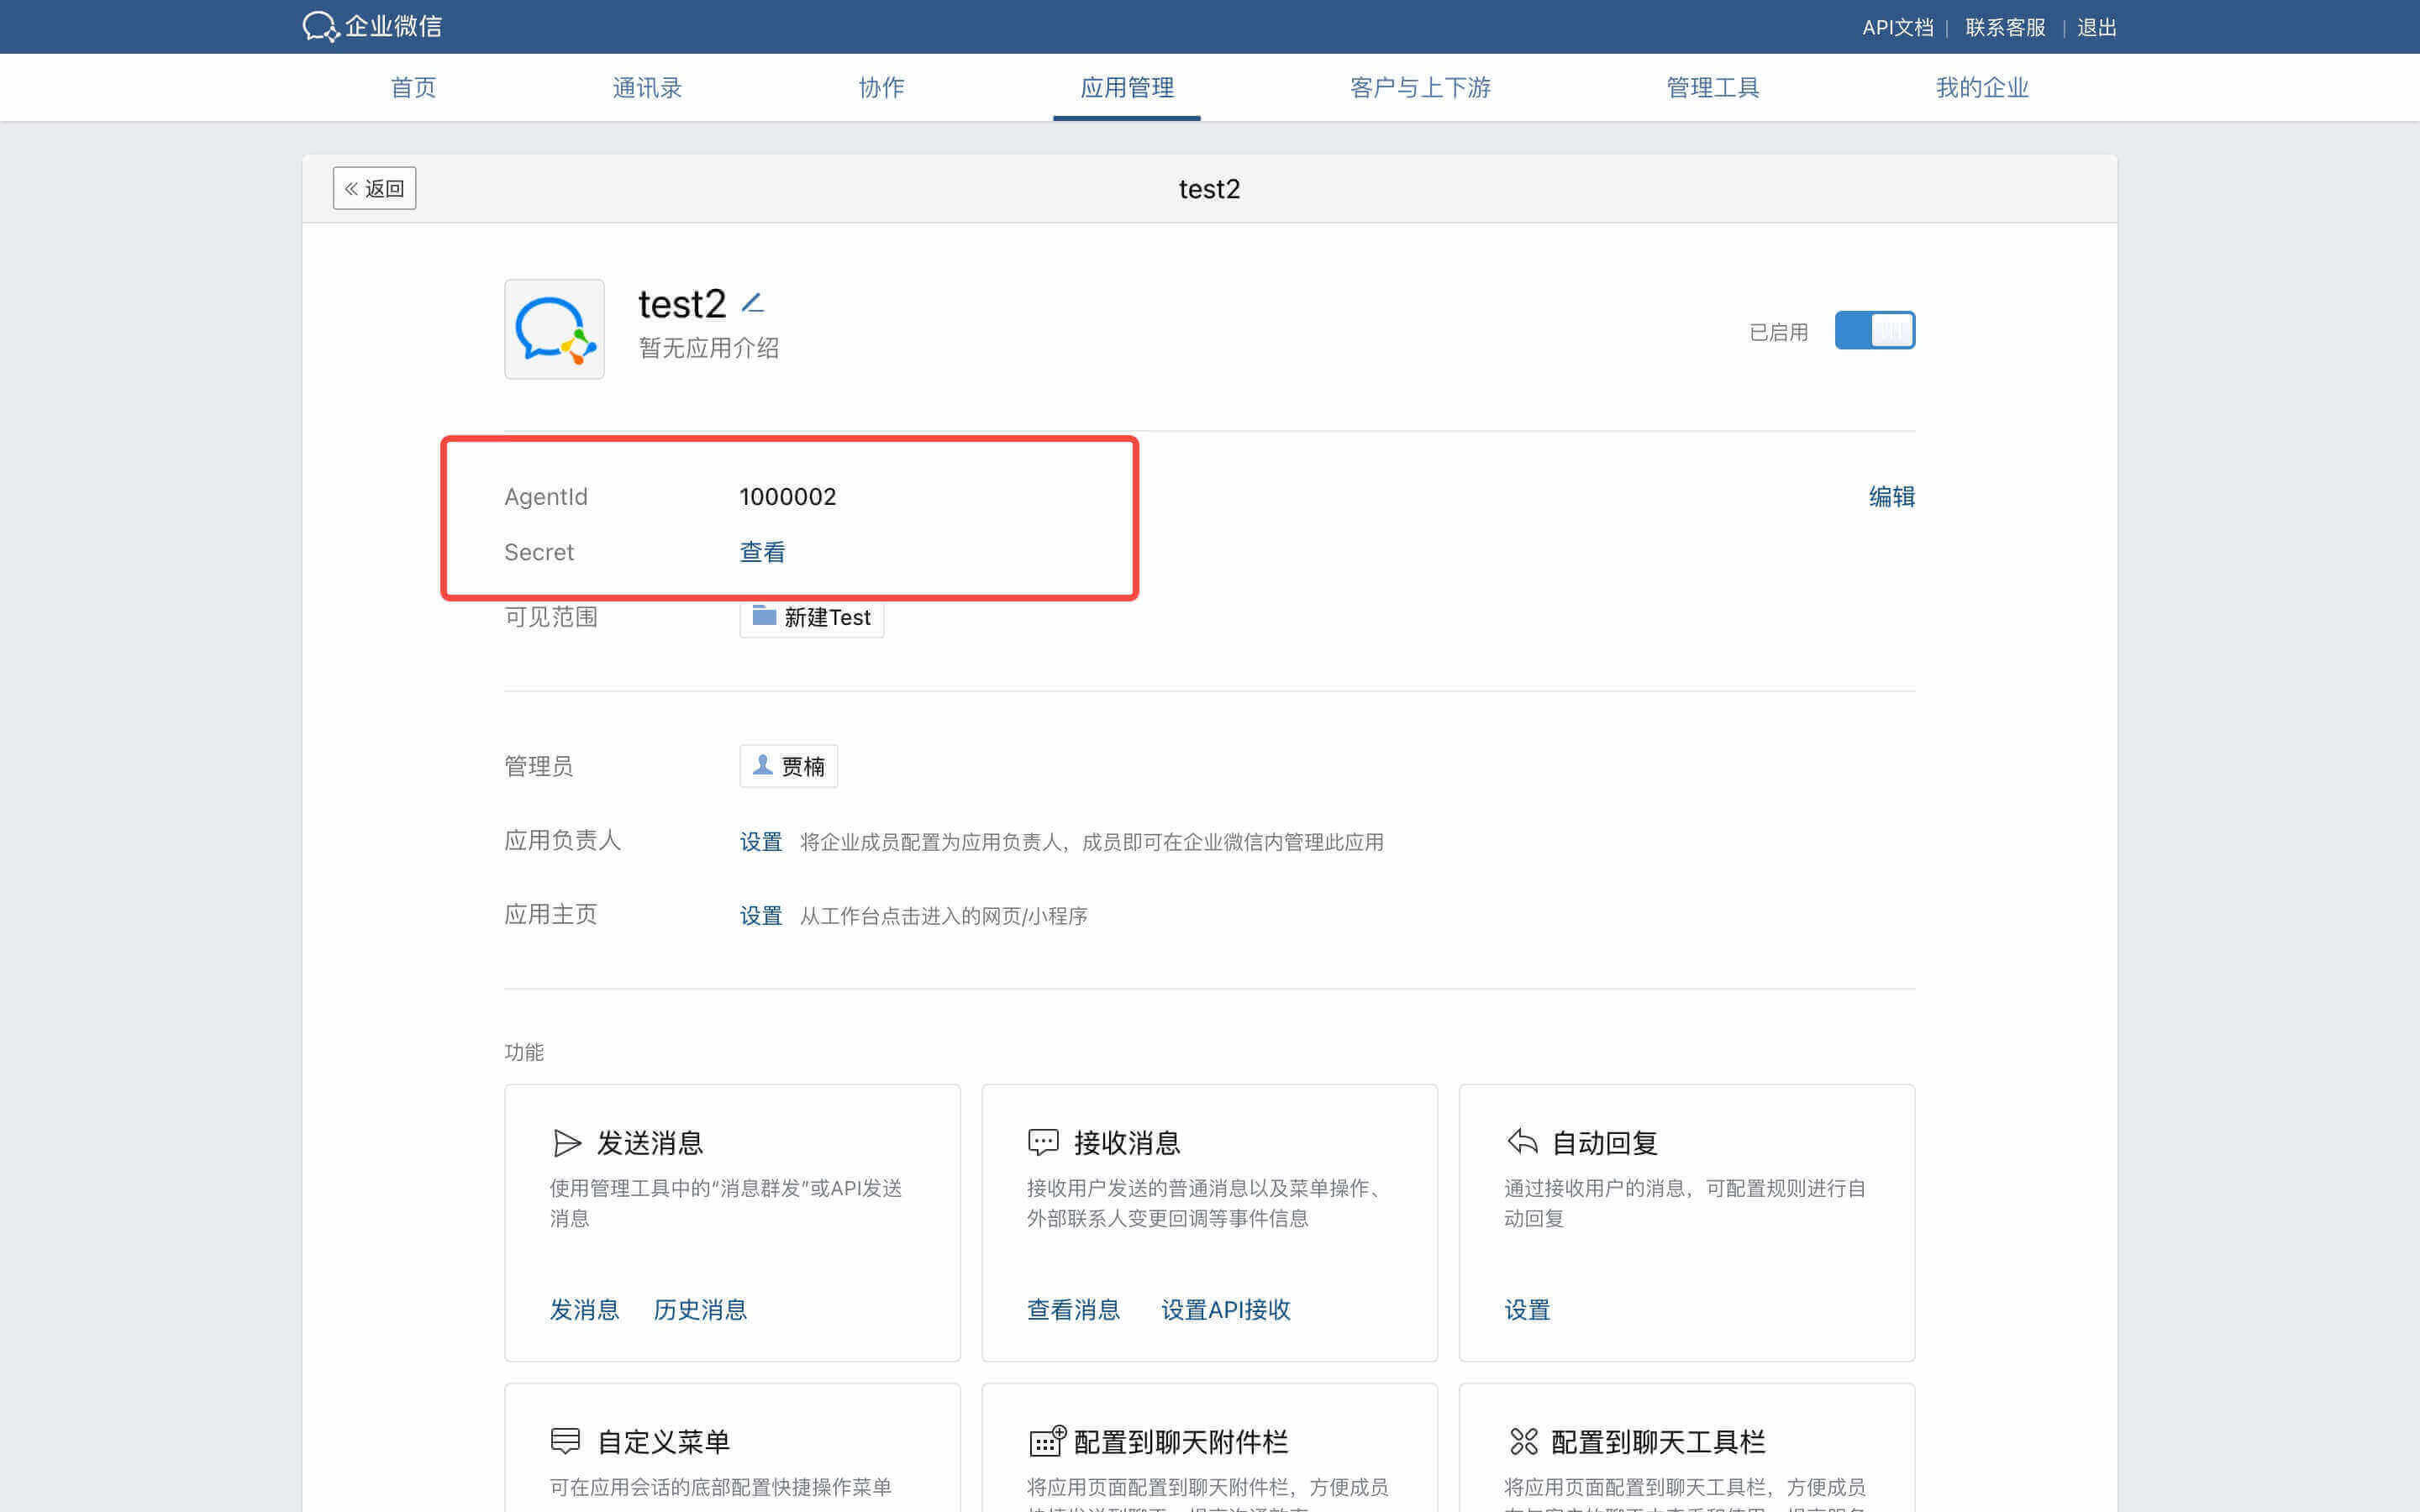 企业微信
API文档 | 联系客服 | 退出
首页 通讯录 协作 应用管理 客户与上下游 管理工具 我的企业
« 返回 test2
test2
暂无应用介绍
已启用
AgentId 1000002 编辑
Secret 查看
可见范围 新建Test
管理员 贾楠
应用负责人 设置 将企业成员配置为应用负责人，成员即可在企业微信内管理此应用
应用主页 设置 从工作台点击进入的网页/小程序
功能
发送消息
使用管理工具中的“消息群发”或API发送
消息
发消息 历史消息
接收消息
接收用户发送的普通消息以及菜单操作、
外部联系人变更回调等事件信息
查看消息 设置API接收
自动回复
通过接收用户的消息，可配置规则进行自
动回复
设置
自定义菜单
可在应用会话的底部配置快捷操作菜单
配置到聊天附件栏
将应用页面配置到聊天附件栏，方便成员
配置到聊天工具栏
将应用页面配置到聊天工具栏，方便成员